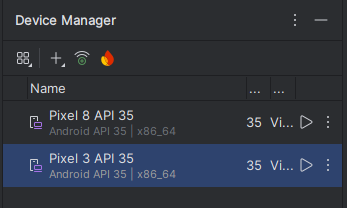 Device Manager
Name ... ...
Pixel 8 API 35 35 Vi...
Android API 35 | x86_64
Pixel 3 API 35 35 Vi...
Android API 35 | x86_64